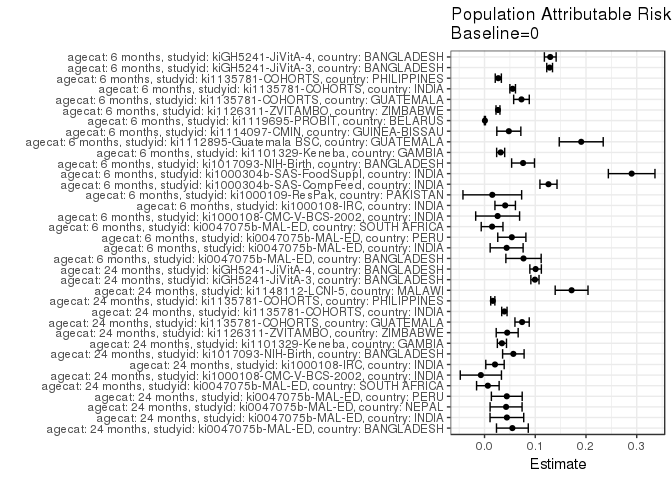 Population Attributable Risk
Baseline=0
agecat: 6 months, studyid: kiGH5241-JiVitA-4, country: BANGLADESH
agecat: 6 months, studyid: kiGH5241-JiVitA-3, country: BANGLADESH
agecat: 6 months, studyid: ki1135781-COHORTS, country: PHILIPPINES
agecat: 6 months, studyid: ki1135781-COHORTS, country: INDIA
agecat: 6 months, studyid: ki1135781-COHORTS, country: GUATEMALA
agecat: 6 months, studyid: ki1126311-ZVITAMBO, country: ZIMBABWE
agecat: 6 months, studyid: ki1119695-PROBIT, country: BELARUS
agecat: 6 months, studyid: ki1114097-CMIN, country: GUINEA-BISSAU
agecat: 6 months, studyid: ki1112895-Guatemala BSC, country: GUATEMALA
agecat: 6 months, studyid: ki1101329-Keneba, country: GAMBIA
agecat: 6 months, studyid: ki1017093-NIH-Birth, country: BANGLADESH
agecat: 6 months, studyid: ki1000304b-SAS-FoodSuppl, country: INDIA
agecat: 6 months, studyid: ki1000304b-SAS-CompFeed, country: INDIA
agecat: 6 months, studyid: ki1000109-ResPak, country: PAKISTAN
agecat: 6 months, studyid: ki1000108-IRC, country: INDIA
agecat: 6 months, studyid: ki1000108-CMC-V-BCS-2002, country: INDIA
agecat: 6 months, studyid: ki0047075b-MAL-ED, country: SOUTH AFRICA
agecat: 6 months, studyid: ki0047075b-MAL-ED, country: PERU
agecat: 6 months, studyid: ki0047075b-MAL-ED, country: INDIA
agecat: 6 months, studyid: ki0047075b-MAL-ED, country: BANGLADESH
agecat: 24 months, studyid: kiGH5241-JiVitA-4, country: BANGLADESH
agecat: 24 months, studyid: kiGH5241-JiVitA-3, country: BANGLADESH
agecat: 24 months, studyid: ki1148112-LCNI-5, country: MALAWI
agecat: 24 months, studyid: ki1135781-COHORTS, country: PHILIPPINES
agecat: 24 months, studyid: ki1135781-COHORTS, country: INDIA
agecat: 24 months, studyid: ki1135781-COHORTS, country: GUATEMALA
agecat: 24 months, studyid: ki1126311-ZVITAMBO, country: ZIMBABWE
agecat: 24 months, studyid: ki1101329-Keneba, country: GAMBIA
agecat: 24 months, studyid: ki1017093-NIH-Birth, country: BANGLADESH
agecat: 24 months, studyid: ki1000108-IRC, country: INDIA
agecat: 24 months, studyid: ki1000108-CMC-V-BCS-2002, country: INDIA
agecat: 24 months, studyid: ki0047075b-MAL-ED, country: SOUTH AFRICA
agecat: 24 months, studyid: ki0047075b-MAL-ED, country: PERU
agecat: 24 months, studyid: ki0047075b-MAL-ED, country: NEPAL
agecat: 24 months, studyid: ki0047075b-MAL-ED, country: INDIA
agecat: 24 months, studyid: ki0047075b-MAL-ED, country: BANGLADESH
0.0 0.1 0.2 0.3
Estimate